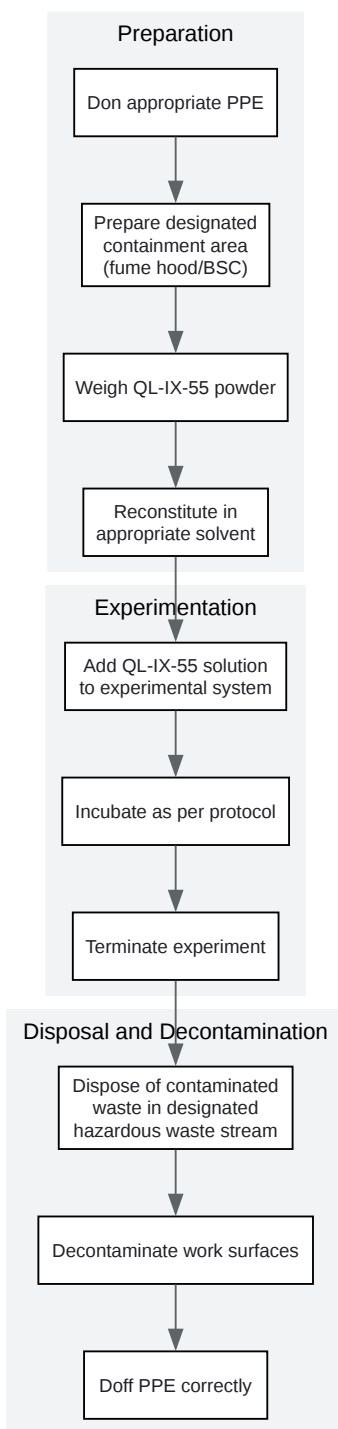 Preparation
Don appropriate PPE
Prepare designated
containment area
(fume hood/BSC)
Weigh QL-IX-55 powder
Reconstitute in
appropriate solvent
Experimentation
Add QL-IX-55 solution
to experimental system
Incubate as per protocol
Terminate experiment
Disposal and Decontamination
Dispose of contaminated
waste in designated
hazardous waste stream
Decontaminate work surfaces
Doff PPE correctly